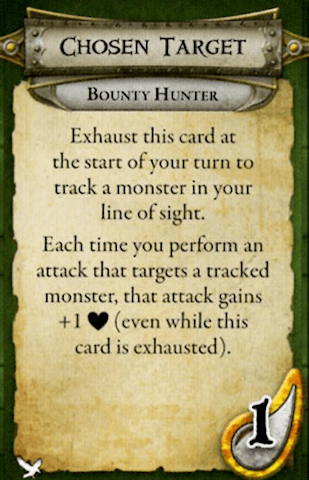 Chosen Target
Bounty Hunter
Exhaust this card at
the start of your turn to
track a monster in your
line of sight.
Each time you perform an
attack that targets a tracked
monster, that attack gains
+1 ♥ (even while this
card is exhausted).
1